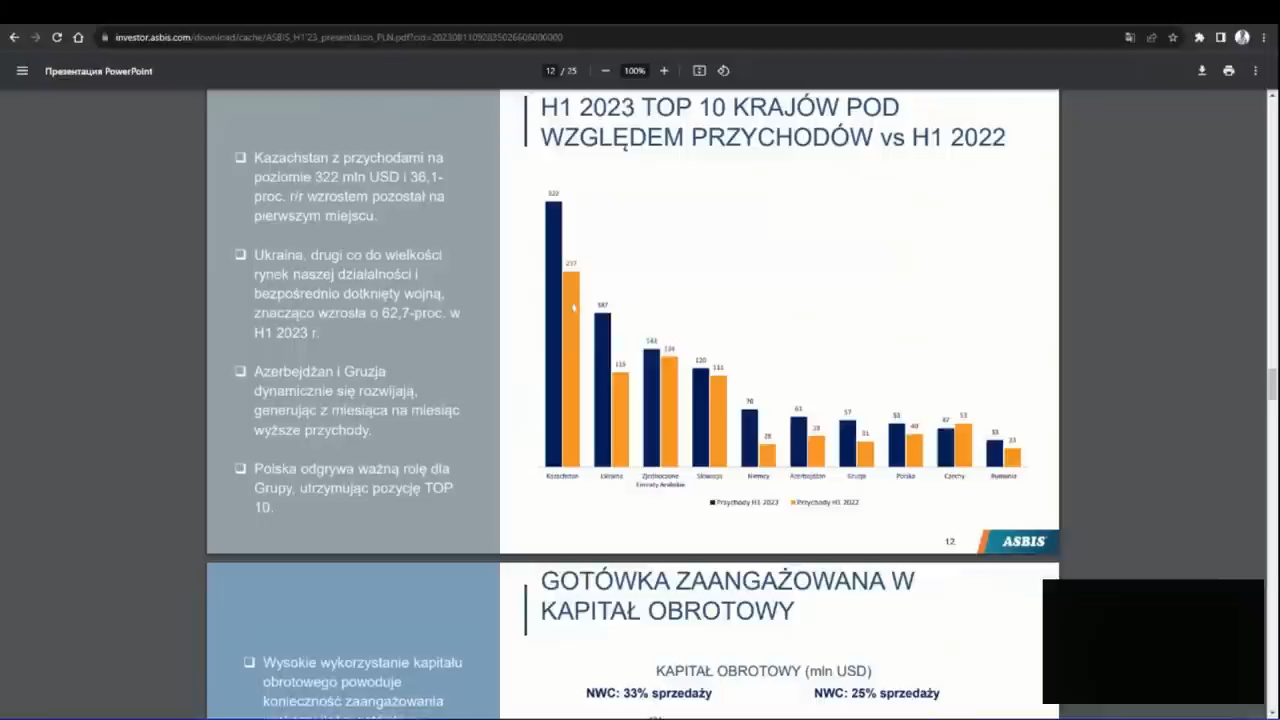 investor.asbis.com/download/cache/ASBIS_H1'23_presentation_PLN.pdf?cid=20230811092835026606000000
Презентация PowerPoint
12 / 25
100%
H1 2023 TOP 10 KRAJÓW POD
WZGLĘDEM PRZYCHODÓW vs H1 2022
Kazachstan z przychodami na
poziomie 322 mln USD i 36,1-
proc. r/r wzrostem pozostał na
pierwszym miejscu.
Ukraina, drugi co do wielkości
rynek naszej działalności i
bezpośrednio dotknięty wojną,
znacząco wzrosła o 62,7-proc. w
H1 2023 r.
Azerbejdżan i Gruzja
dynamicznie się rozwijają,
generując z miesiąca na miesiąc
wyższe przychody.
Polska odgrywa ważną rolę dla
Grupy, utrzymując pozycję TOP
10.
322
237
187
115
143
134
120
111
70
28
61
57
31
53
40
47
53
33
23
Kazachstan
Ukraina
Zjednoczone
Emiraty Arabskie
Słowacja
Niemcy
Azerbejdżan
Gruzja
Polska
Czechy
Rumunia
Przychody H1 2023
Przychody H1 2022
12
ASBIS
GOTÓWKA ZAANGAŻOWANA W
KAPITAŁ OBROTOWY
Wysokie wykorzystanie kapitału
obrotowego powoduje
konieczność zaangażowania
KAPITAŁ OBROTOWY (mln USD)
NWC: 33% sprzedaży
NWC: 25% sprzedaży